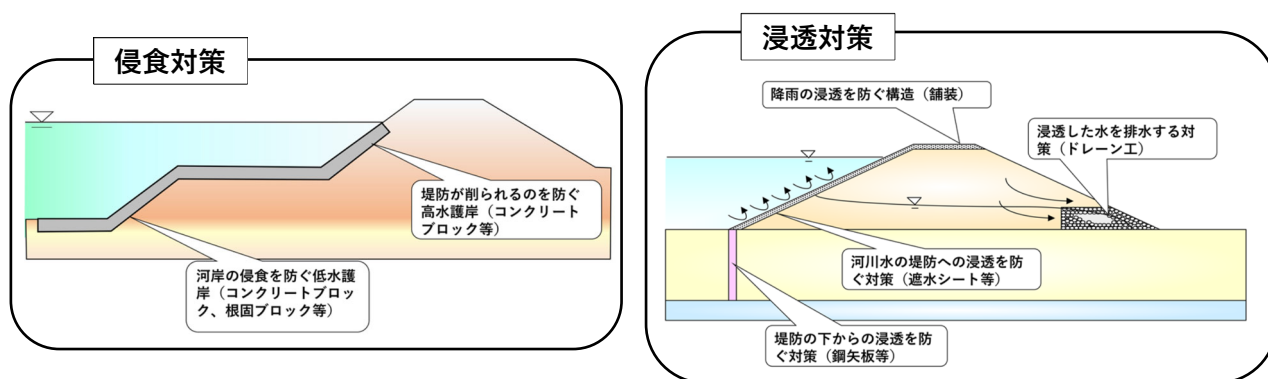 侵食対策
堤防が削られるのを防ぐ
高水護岸（コンクリート
ブロック等）
河岸の侵食を防ぐ低水護
岸（コンクリートブロッ
ク、根固ブロック等）
浸透対策
降雨の浸透を防ぐ構造（舗装）
浸透した水を排水する対
策（ドレーン工）
河川水の堤防への浸透を防
ぐ対策（遮水シート等）
堤防の下からの浸透を防
ぐ対策（鋼矢板等）